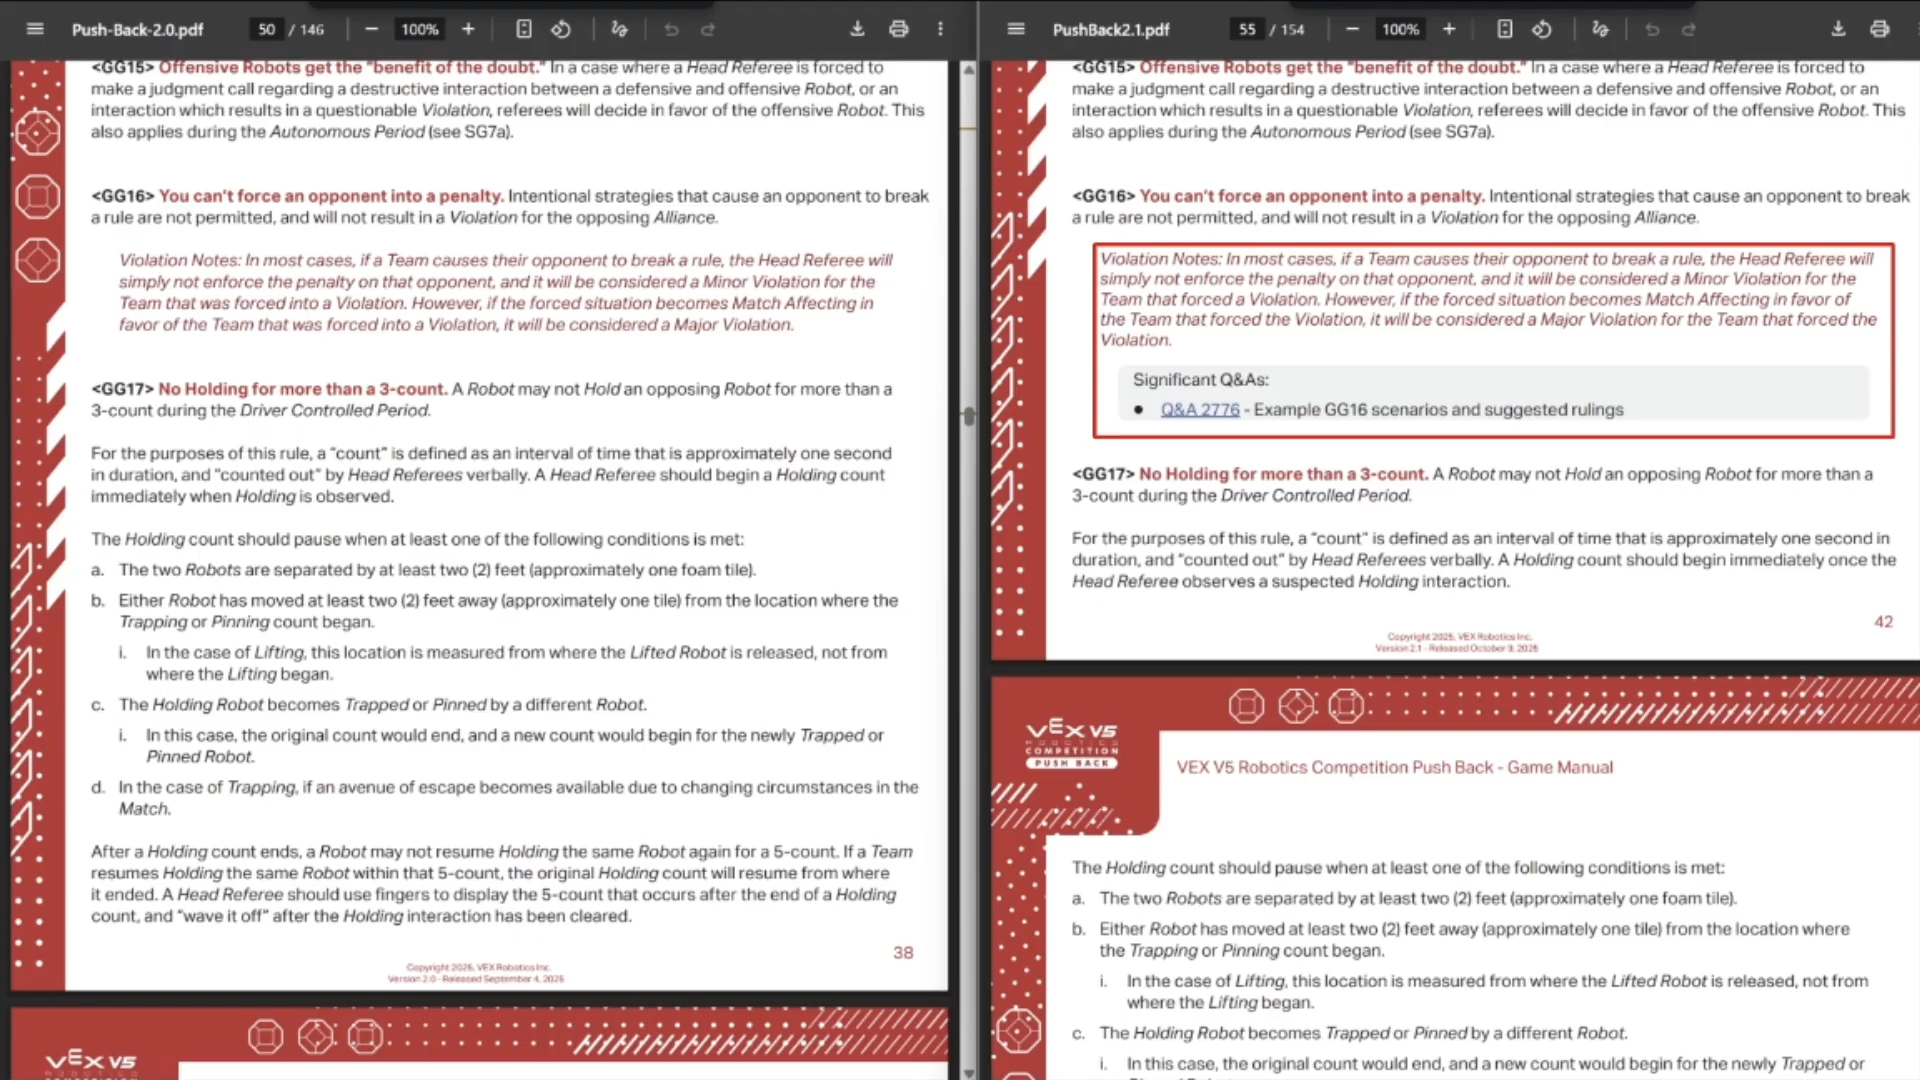 Push-Back-2.0.pdf
50 / 146
100%
<GG15> Offensive Robots get the "benefit of the doubt." In a case where a Head Referee is forced to
make a judgment call regarding a destructive interaction between a defensive and offensive Robot, or an
interaction which results in a questionable Violation, referees will decide in favor of the offensive Robot. This
also applies during the Autonomous Period (see SG7a).
<GG16> You can't force an opponent into a penalty. Intentional strategies that cause an opponent to break
a rule are not permitted, and will not result in a Violation for the opposing Alliance.
Violation Notes: In most cases, if a Team causes their opponent to break a rule, the Head Referee will
simply not enforce the penalty on that opponent, and it will be considered a Minor Violation for the
Team that was forced into a Violation. However, if the forced situation becomes Match Affecting in
favor of the Team that was forced into a Violation, it will be considered a Major Violation.
<GG17> No Holding for more than a 3-count. A Robot may not Hold an opposing Robot for more than a
3-count during the Driver Controlled Period.
For the purposes of this rule, a "count" is defined as an interval of time that is approximately one second
in duration, and "counted out" by Head Referees verbally. A Head Referee should begin a Holding count
immediately when Holding is observed.
The Holding count should pause when at least one of the following conditions is met:
a. The two Robots are separated by at least two (2) feet (approximately one foam tile).
b. Either Robot has moved at least two (2) feet away (approximately one tile) from the location where the
Trapping or Pinning count began.
i. In the case of Lifting, this location is measured from where the Lifted Robot is released, not from
where the Lifting began.
c. The Holding Robot becomes Trapped or Pinned by a different Robot.
i. In this case, the original count would end, and a new count would begin for the newly Trapped or
Pinned Robot.
d. In the case of Trapping, if an avenue of escape becomes available due to changing circumstances in the
Match.
After a Holding count ends, a Robot may not resume Holding the same Robot again for a 5-count. If a Team
resumes Holding the same Robot within that 5-count, the original Holding count will resume from where
it ended. A Head Referee should use fingers to display the 5-count that occurs after the end of a Holding
count, and "wave it off" after the Holding interaction has been cleared.
38
Copyright 2025, VEX Robotics Inc.
Version 2.0 - Released September 4, 2025
VEX V5
PushBack2.1.pdf
55 / 154
100%
<GG15> Offensive Robots get the "benefit of the doubt." In a case where a Head Referee is forced to
make a judgment call regarding a destructive interaction between a defensive and offensive Robot, or an
interaction which results in a questionable Violation, referees will decide in favor of the offensive Robot. This
also applies during the Autonomous Period (see SG7a).
<GG16> You can't force an opponent into a penalty. Intentional strategies that cause an opponent to break
a rule are not permitted, and will not result in a Violation for the opposing Alliance.
Violation Notes: In most cases, if a Team causes their opponent to break a rule, the Head Referee will
simply not enforce the penalty on that opponent, and it will be considered a Minor Violation for the
Team that forced a Violation. However, if the forced situation becomes Match Affecting in favor of
the Team that forced the Violation, it will be considered a Major Violation for the Team that forced the
Violation.
Significant Q&As:
● Q&A 2776 - Example GG16 scenarios and suggested rulings
<GG17> No Holding for more than a 3-count. A Robot may not Hold an opposing Robot for more than a
3-count during the Driver Controlled Period.
For the purposes of this rule, a "count" is defined as an interval of time that is approximately one second in
duration, and "counted out" by Head Referees verbally. A Holding count should begin immediately once the
Head Referee observes a suspected Holding interaction.
42
Copyright 2025, VEX Robotics Inc.
Version 2.1 - Released October 9, 2025
VEX V5
ROBOTICS
COMPETITION
PUSH BACK
VEX V5 Robotics Competition Push Back - Game Manual
The Holding count should pause when at least one of the following conditions is met:
a. The two Robots are separated by at least two (2) feet (approximately one foam tile).
b. Either Robot has moved at least two (2) feet away (approximately one tile) from the location where
the Trapping or Pinning count began.
i. In the case of Lifting, this location is measured from where the Lifted Robot is released, not from
where the Lifting began.
c. The Holding Robot becomes Trapped or Pinned by a different Robot.
i. In this case, the original count would end, and a new count would begin for the newly Trapped or